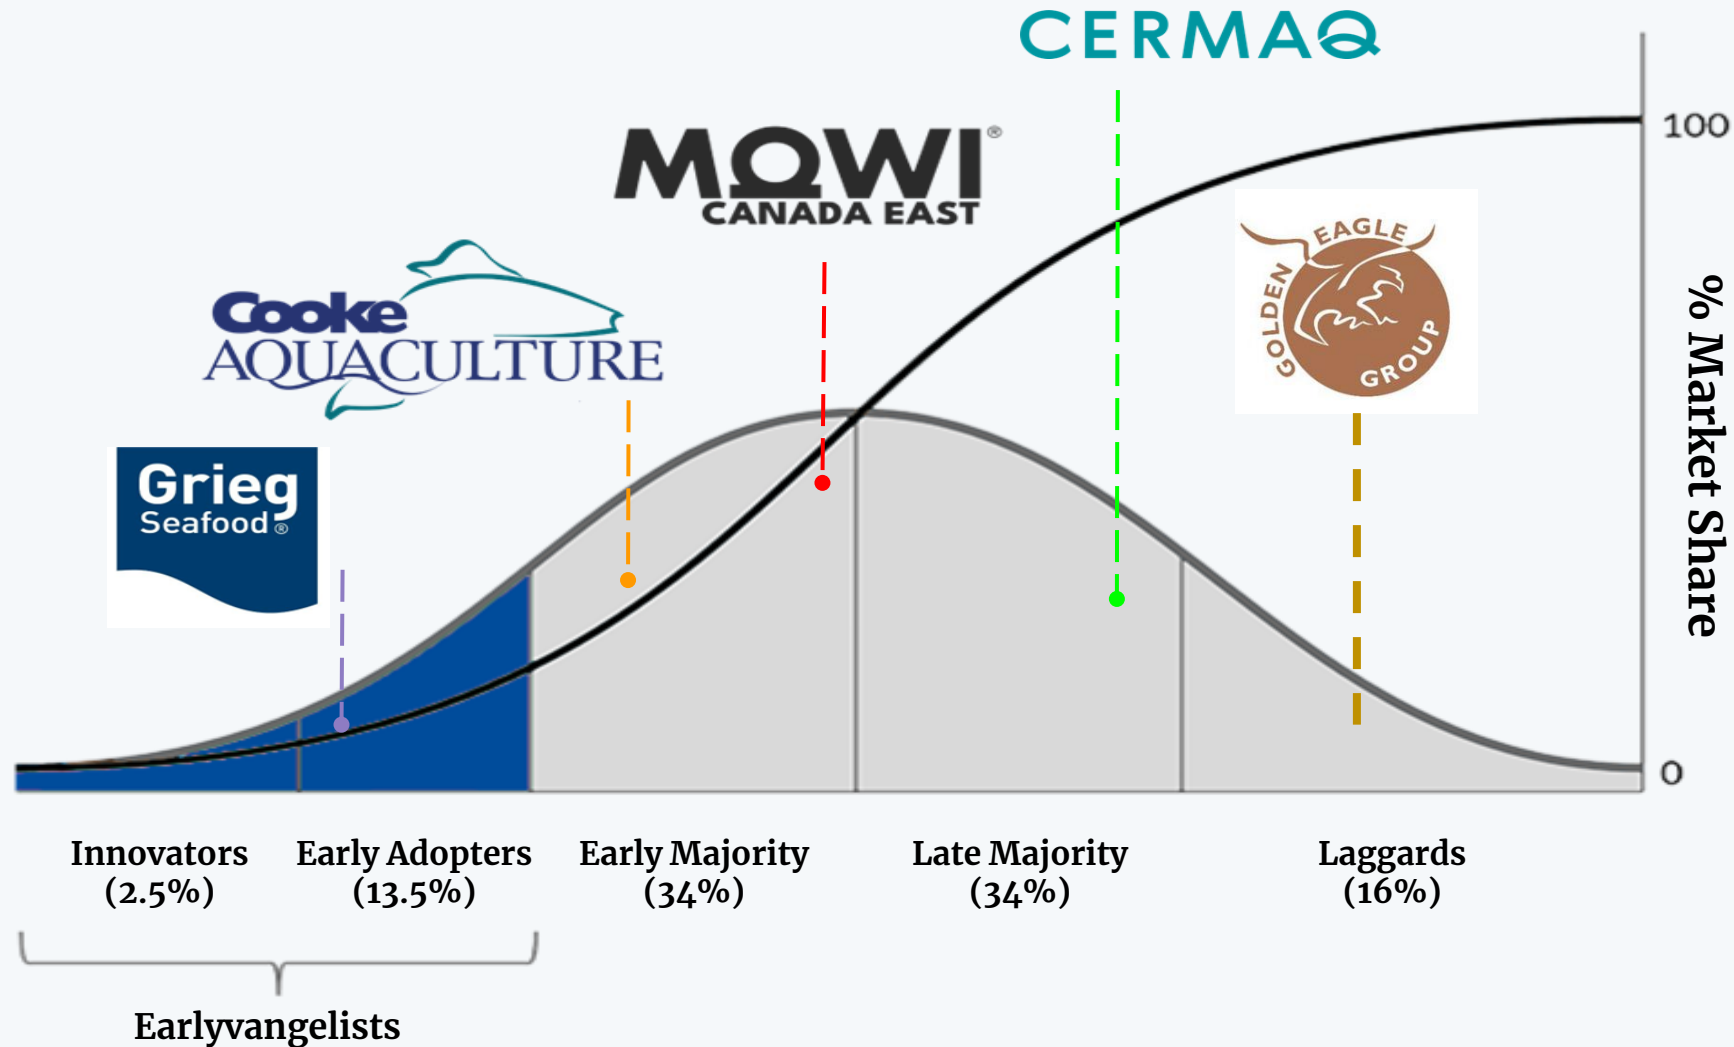 CERMAQ
MOWI®
CANADA EAST
100
GOLDEN EAGLE GROUP
Cooke
AQUACULTURE
Grieg
Seafood®
% Market Share
0
Innovators
(2.5%)
Early Adopters
(13.5%)
Early Majority
(34%)
Late Majority
(34%)
Laggards
(16%)
Earlyvangelists